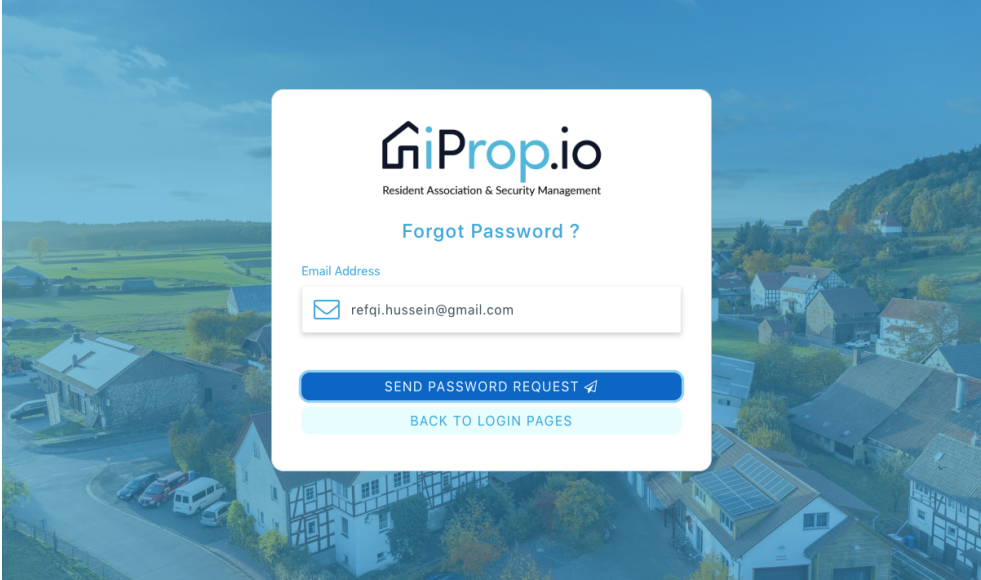 iProp.io
Resident Association & Security Management
Forgot Password ?
Email Address
refqi.hussein@gmail.com
SEND PASSWORD REQUEST
BACK TO LOGIN PAGES